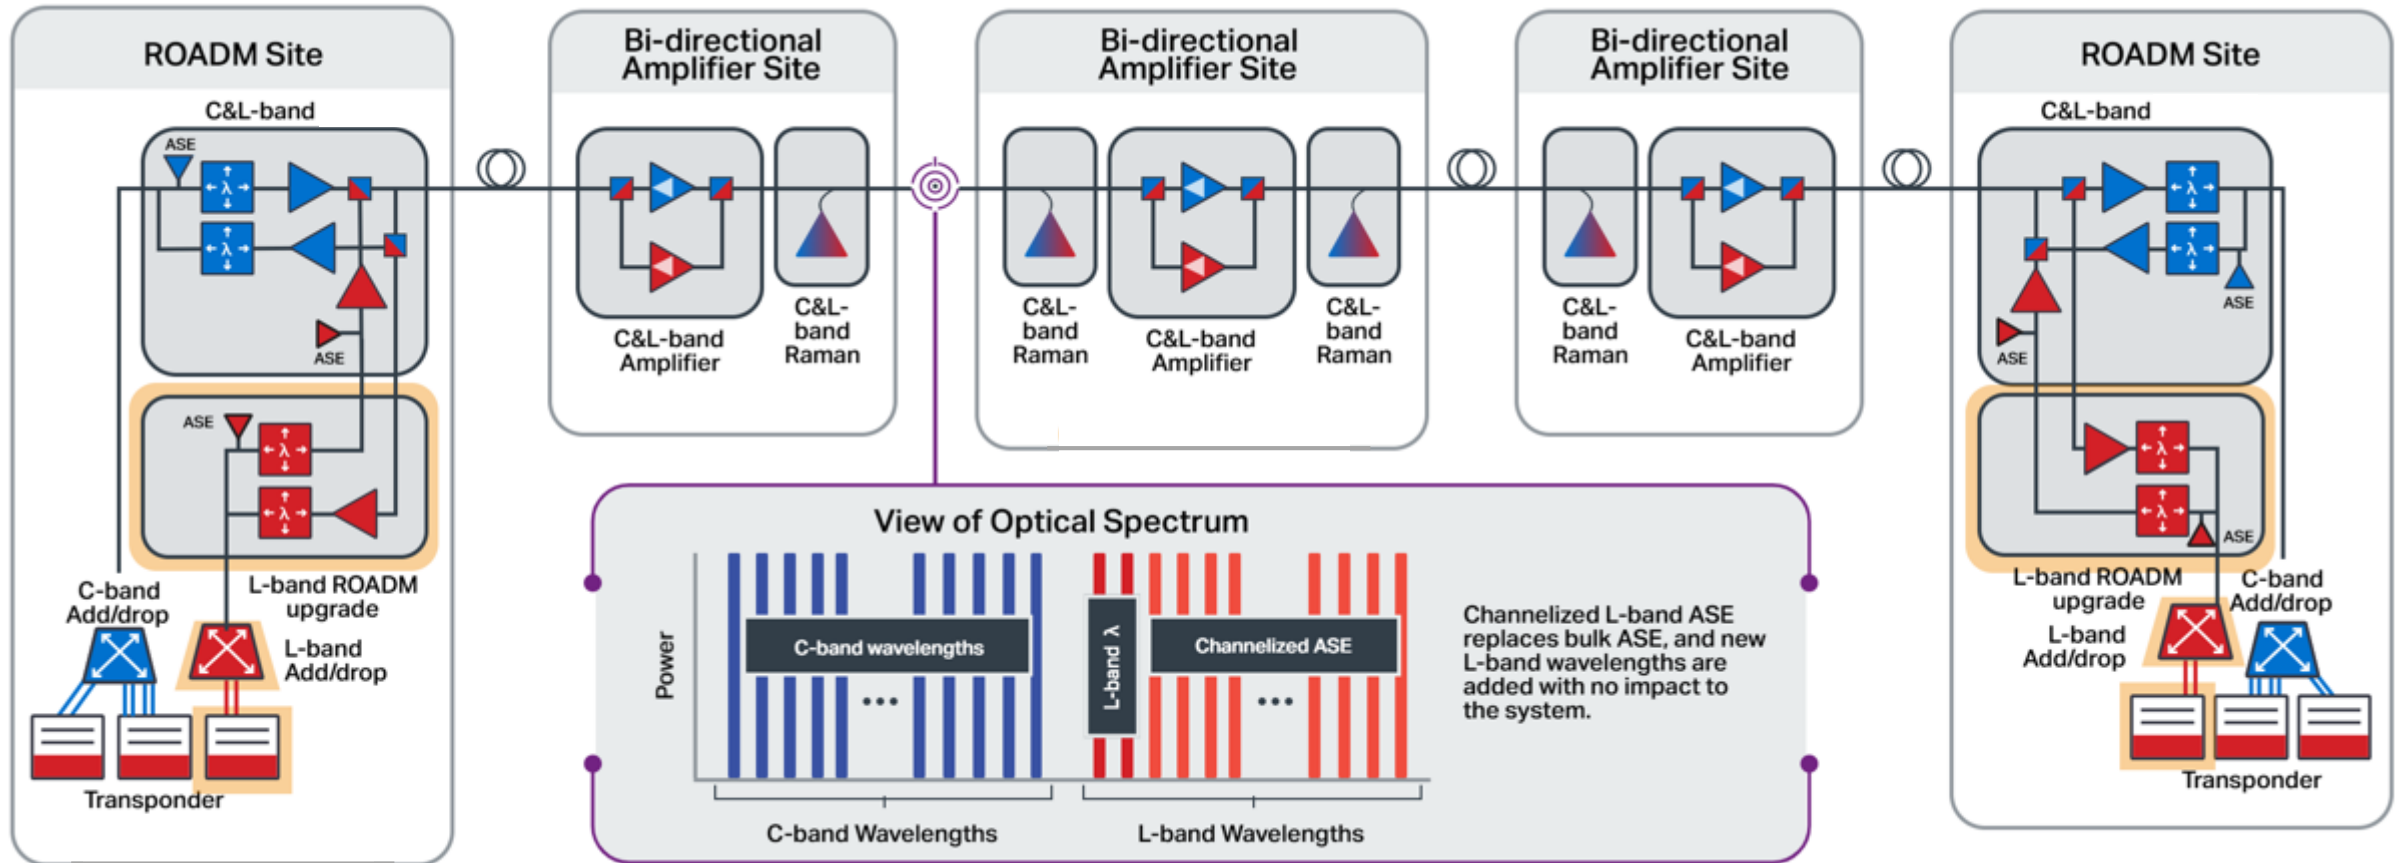 ROADM Site
C&L-band
ASE
λ
λ
ASE
ASE
λ
λ
L-band ROADM
upgrade
C-band
Add/drop
L-band
Add/drop
Transponder
Bi-directional
Amplifier Site
C&L-band
Amplifier
C&L-
band
Raman
Bi-directional
Amplifier Site
C&L-
band
Raman
C&L-band
Amplifier
C&L-
band
Raman
Bi-directional
Amplifier Site
C&L-
band
Raman
C&L-band
Amplifier
ROADM Site
C&L-band
λ
λ
ASE
ASE
λ
λ
ASE
L-band ROADM
upgrade
C-band
Add/drop
L-band
Add/drop
Transponder
View of Optical Spectrum
Power
C-band wavelengths
L-band λ
Channelized ASE
C-band Wavelengths
L-band Wavelengths
Channelized L-band ASE
replaces bulk ASE, and new
L-band wavelengths are
added with no impact to
the system.